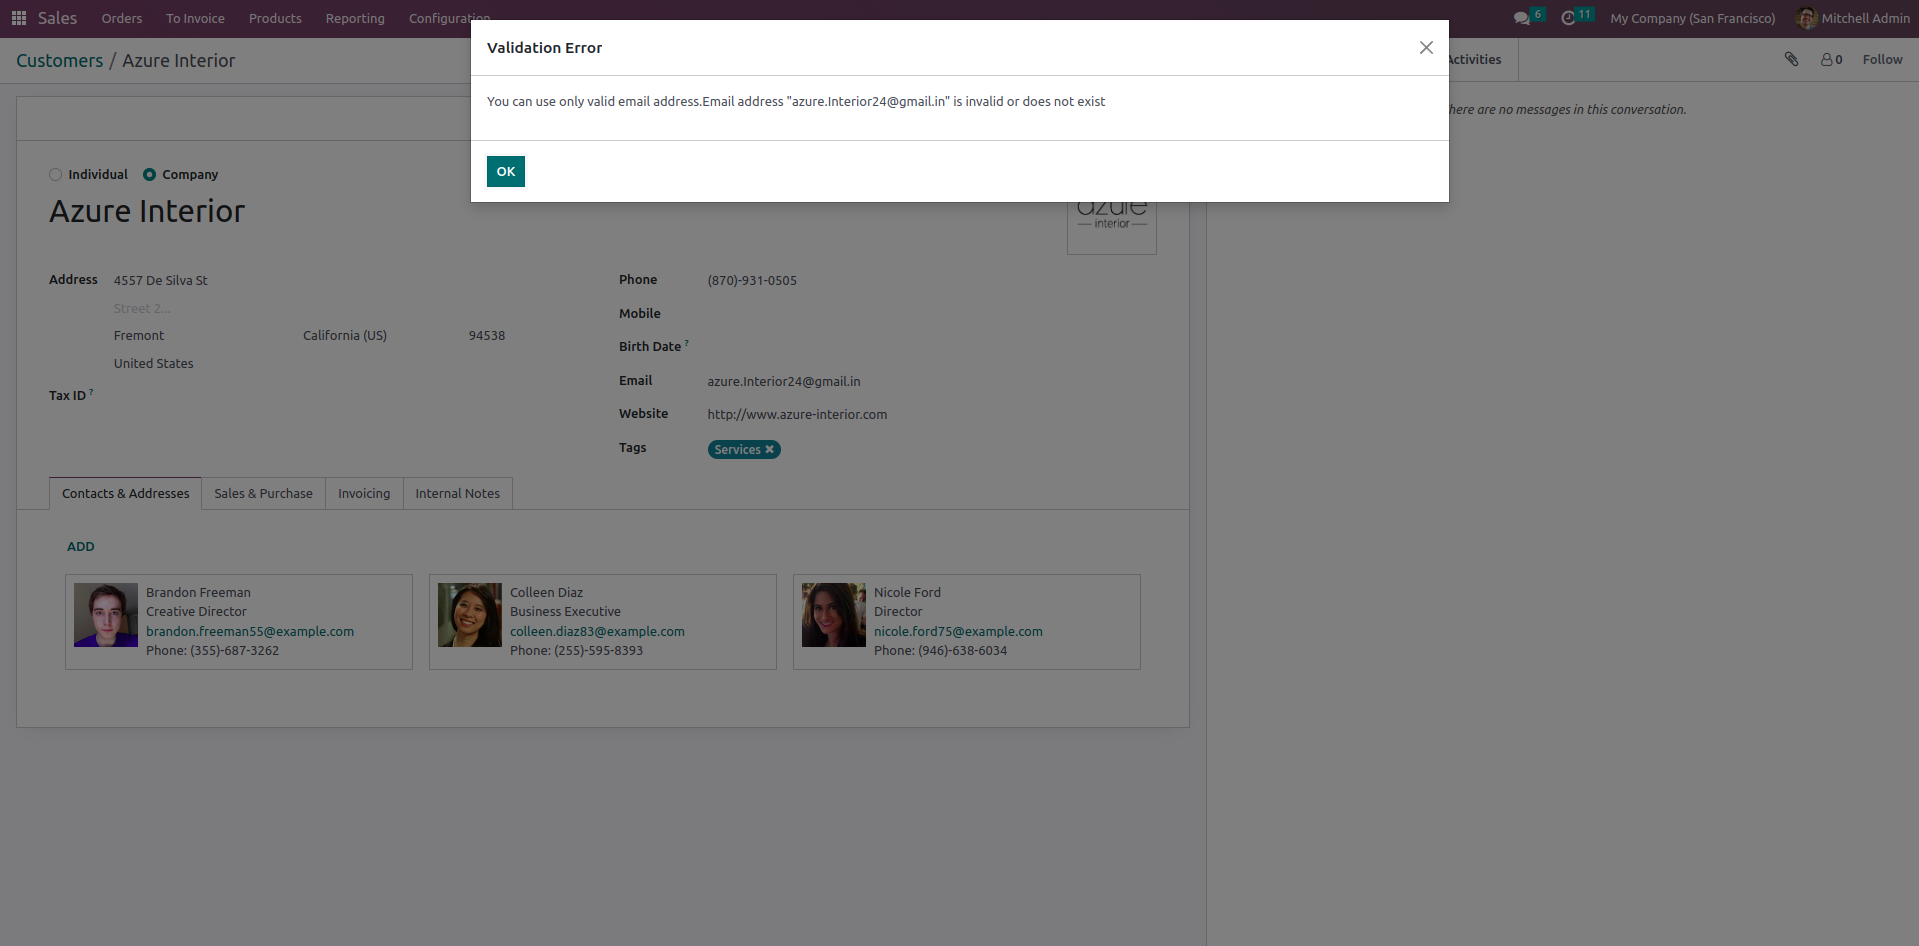 Sales Orders To Invoice Products Reporting Configuration 6 11 My Company (San Francisco) Mitchell Admin
Validation Error
Customers / Azure Interior
Activities 0 Follow
You can use only valid email address.Email address "azure.Interior24@gmail.in" is invalid or does not exist
here are no messages in this conversation.
OK
Individual Company
Azure Interior
azure
interior
Address 4557 De Silva St
Street 2...
Fremont California (US) 94538
United States
Tax ID ?
Phone (870)-931-0505
Mobile
Birth Date ?
Email azure.Interior24@gmail.in
Website http://www.azure-interior.com
Tags Services
Contacts & Addresses Sales & Purchase Invoicing Internal Notes
ADD
Brandon Freeman
Creative Director
brandon.freeman55@example.com
Phone: (355)-687-3262
Colleen Diaz
Business Executive
colleen.diaz83@example.com
Phone: (255)-595-8393
Nicole Ford
Director
nicole.ford75@example.com
Phone: (946)-638-6034